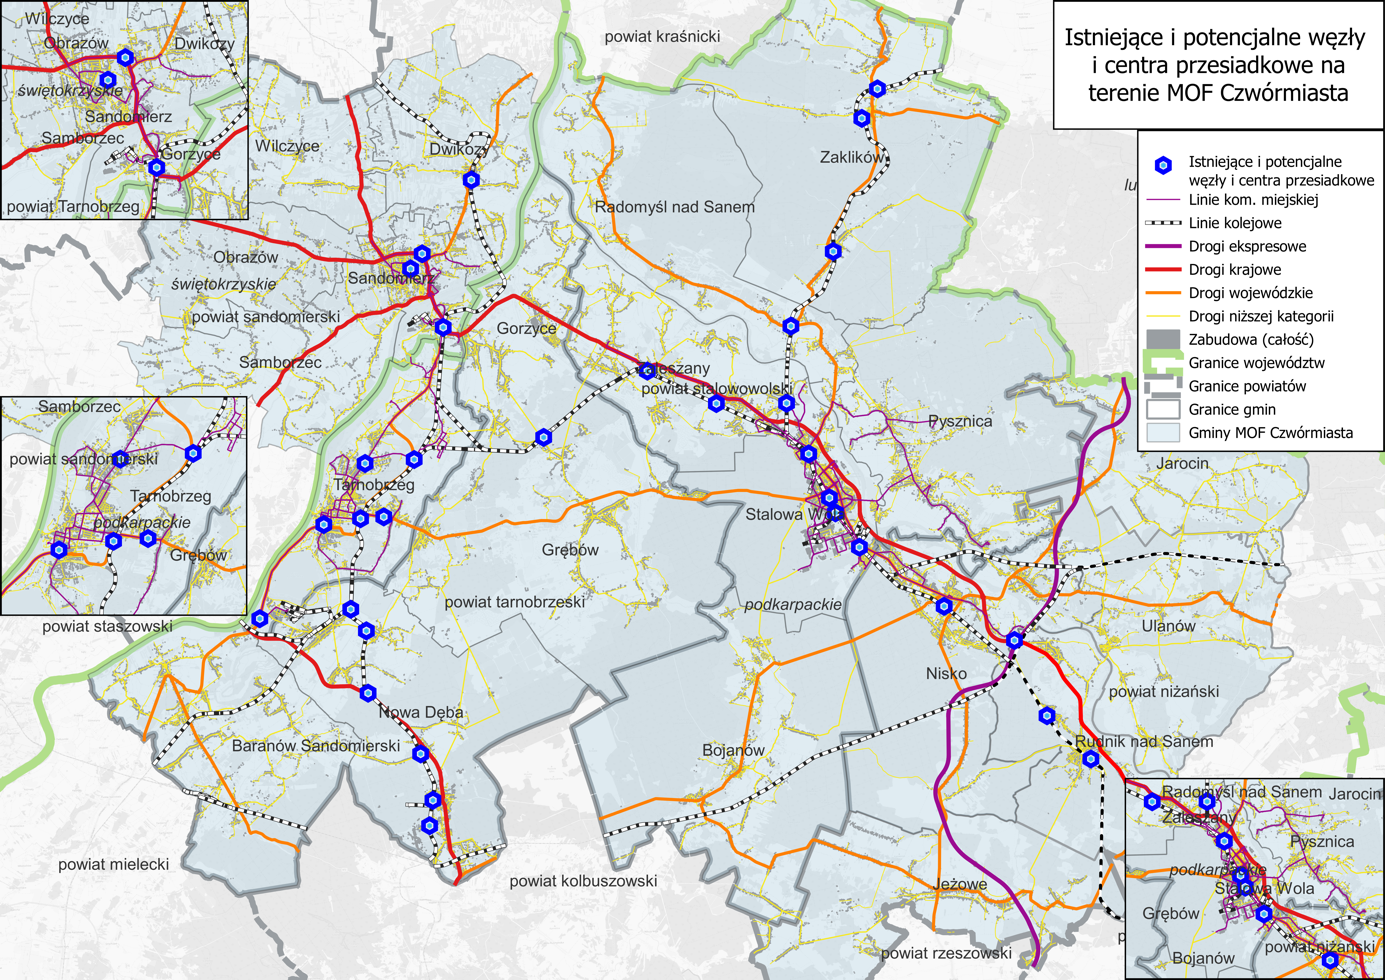 Istniejące i potencjalne węzły
i centra przesiadkowe na
terenie MOF Czwórmiasta
Istniejące i potencjalne
węzły i centra przesiadkowe
Linie kom. miejskiej
Linie kolejowe
Drogi ekspresowe
Drogi krajowe
Drogi wojewódzkie
Drogi niższej kategorii
Zabudowa (całość)
Granice województw
Granice powiatów
Granice gmin
Gminy MOF Czwórmiasta
Wilczyce
Obrazów
Dwikozy
świętokrzyskie
Sandomierz
Samborzec
Gorzyce
powiat Tarnobrzeg
powiat kraśnicki
Wilczyce
Dwikozy
Zaklików
Radomyśl nad Sanem
Obrazów
świętokrzyskie
Sandomierz
powiat sandomierski
Gorzyce
Samborzec
Zaleszany
powiat stalowowolski
Pysznica
Jarocin
Samborzec
powiat sandomierski
Tarnobrzeg
podkarpackie
Grębów
Tarnobrzeg
Stalowa Wola
Grębów
powiat tarnobrzeski
podkarpackie
powiat staszowski
Ulanów
Nisko
powiat niżański
Nowa Dęba
Baranów Sandomierski
Bojanów
Rudnik nad Sanem
powiat mielecki
powiat kolbuszowski
Jeżowe
powiat rzeszowski
Radomyśl nad Sanem
Jarocin
Zaleszany
Pysznica
podkarpackie
Stalowa Wola
Grębów
powiat niżański
Bojanów